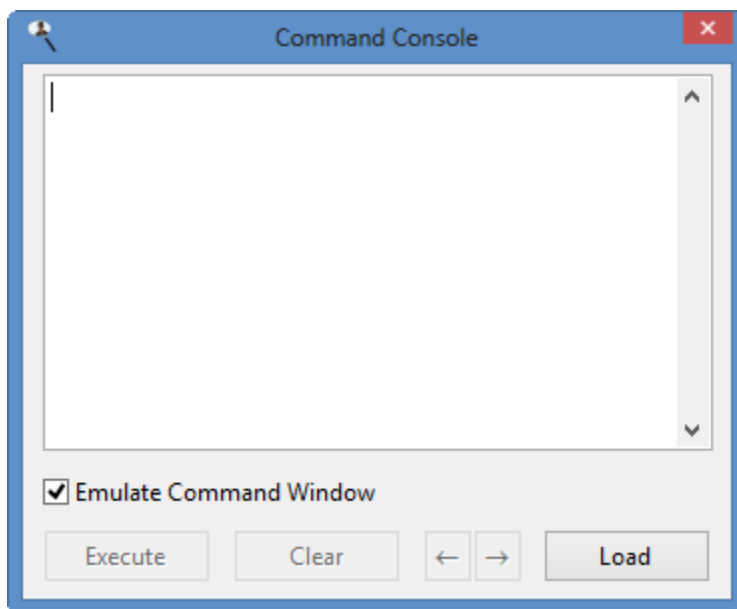 Command Console
Emulate Command Window
Execute Clear ← → Load